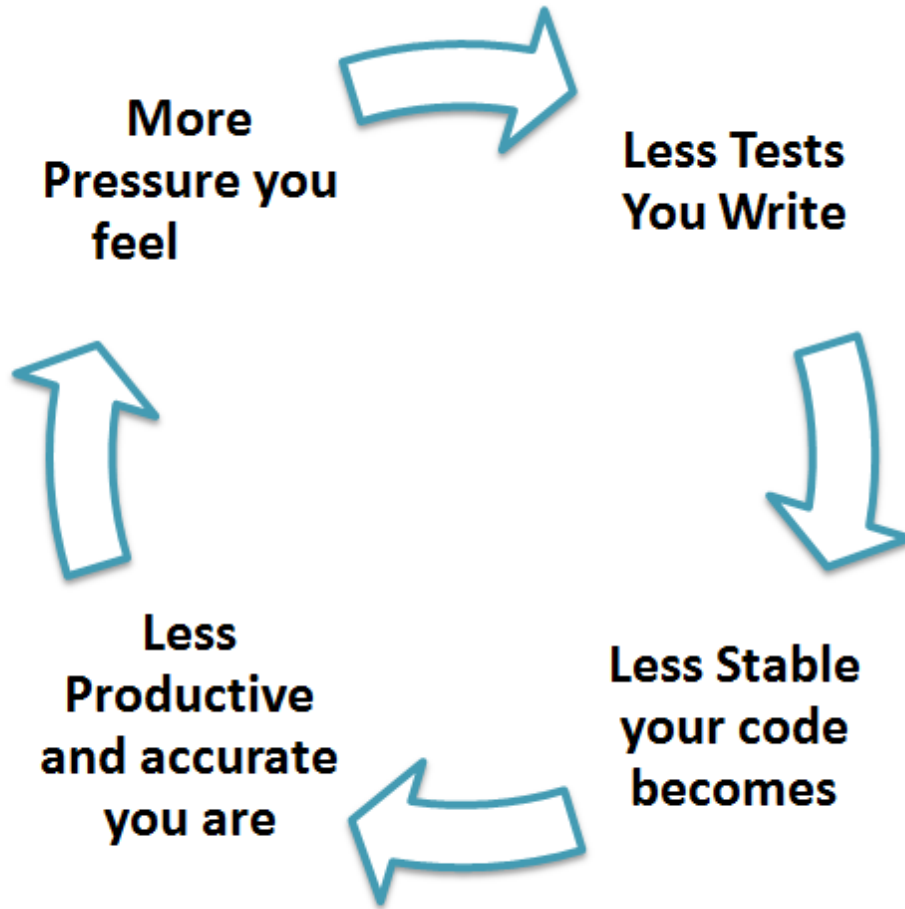 More
Pressure you
feel
Less Tests
You Write
Less Stable
your code
becomes
Less
Productive
and accurate
you are